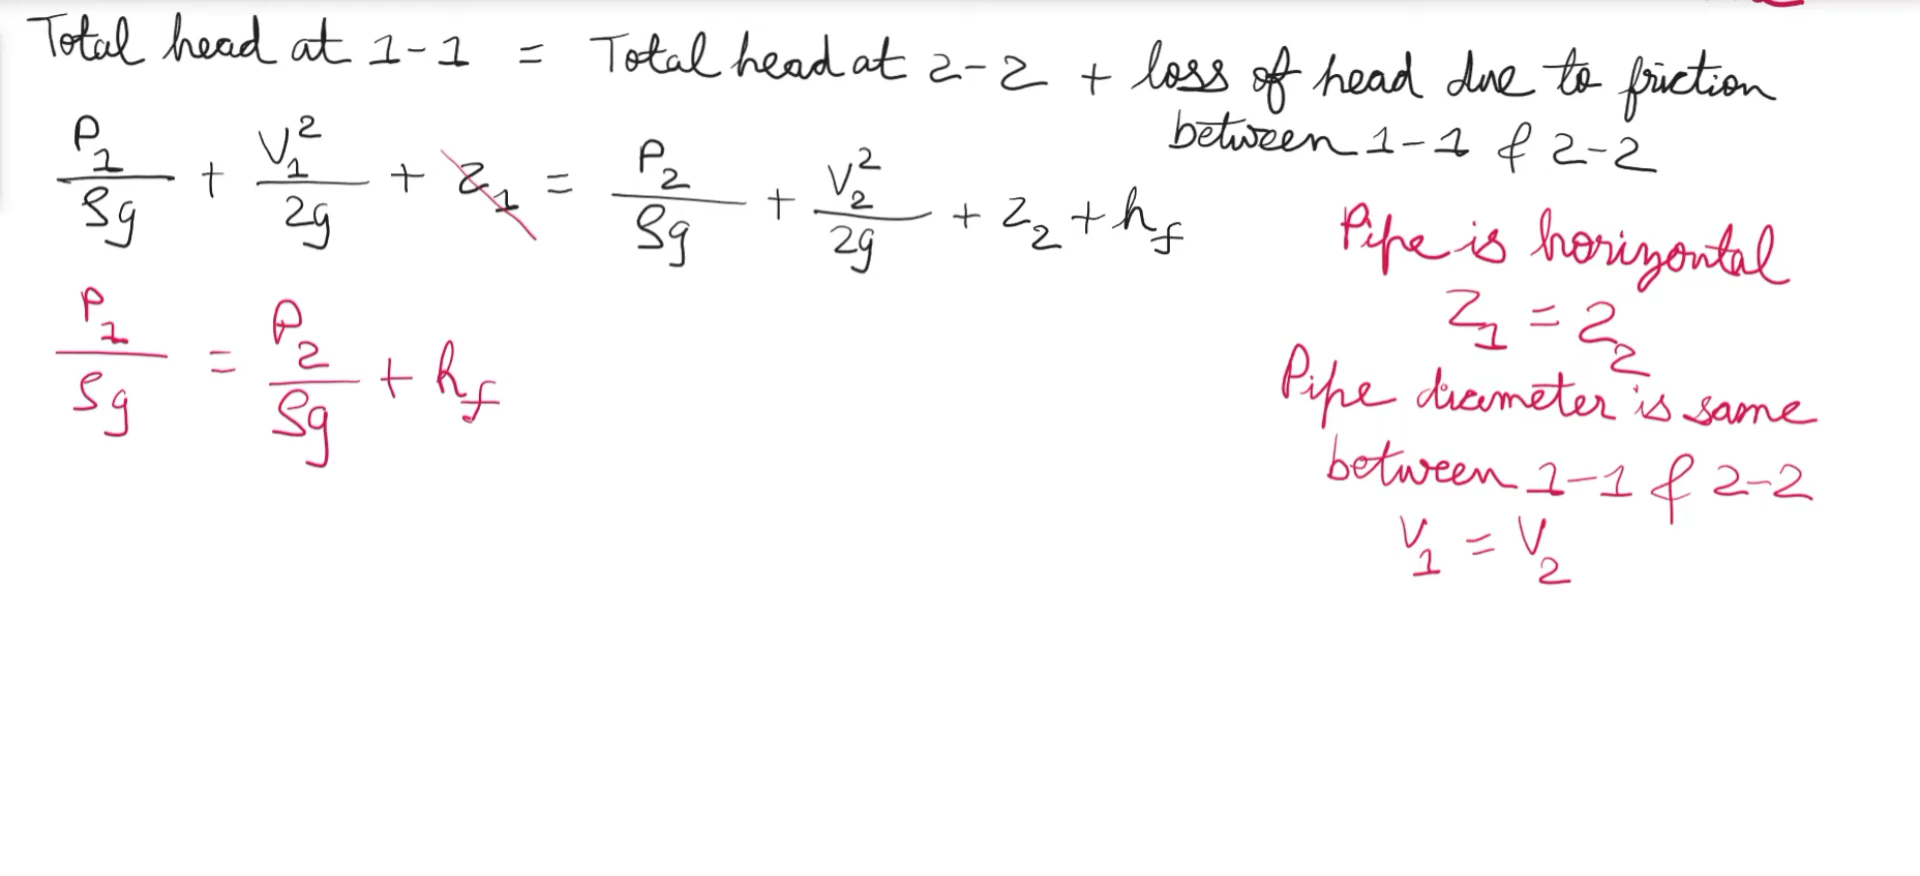 Total head at 1-1 = Total head at 2-2 + loss of head due to friction
between 1-1 & 2-2
P₁/ρg + V₁²/2g + z₁ = P₂/ρg + V₂²/2g + z₂ + h_f
Pipe is horizontal
z₁ = z₂
P₁/ρg = P₂/ρg + h_f
Pipe diameter is same
between 1-1 & 2-2
V₁ = V₂